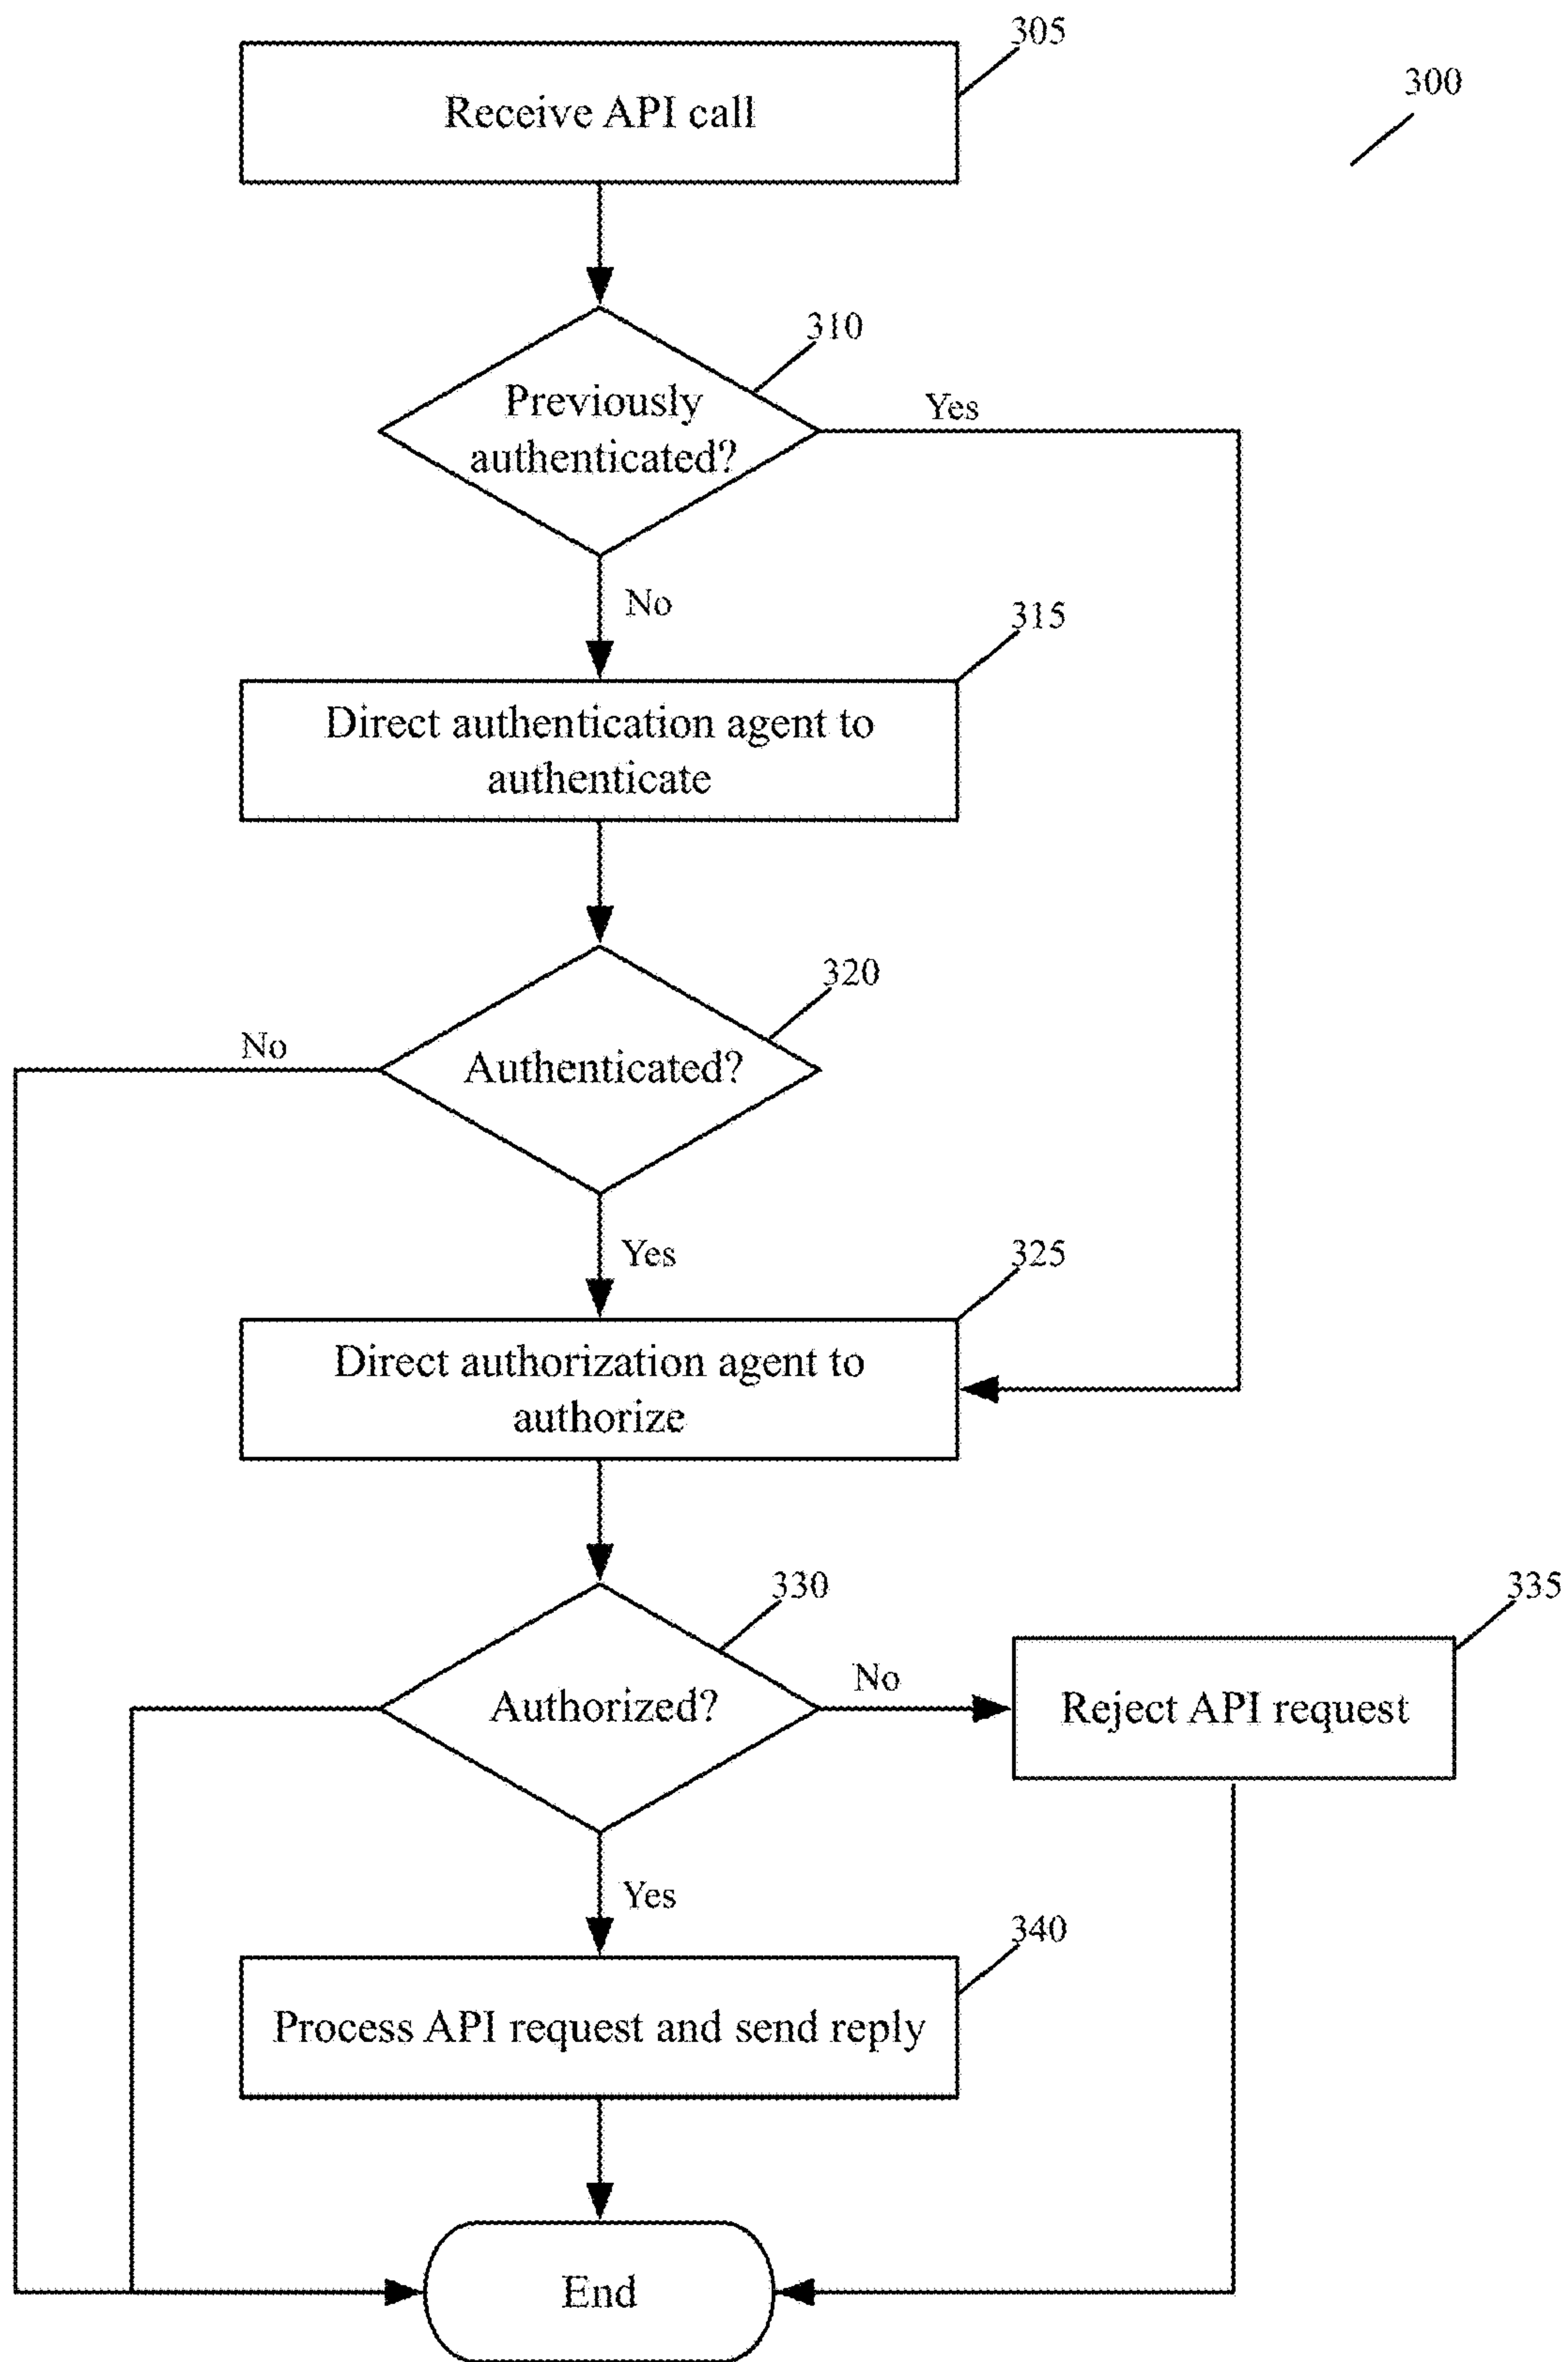 305
300
Receive API call
310
Previously
authenticated?
Yes
No
315
Direct authentication agent to
authenticate
320
No
Authenticated?
Yes
325
Direct authorization agent to
authorize
330
335
Authorized?
No
Reject API request
Yes
340
Process API request and send reply
End